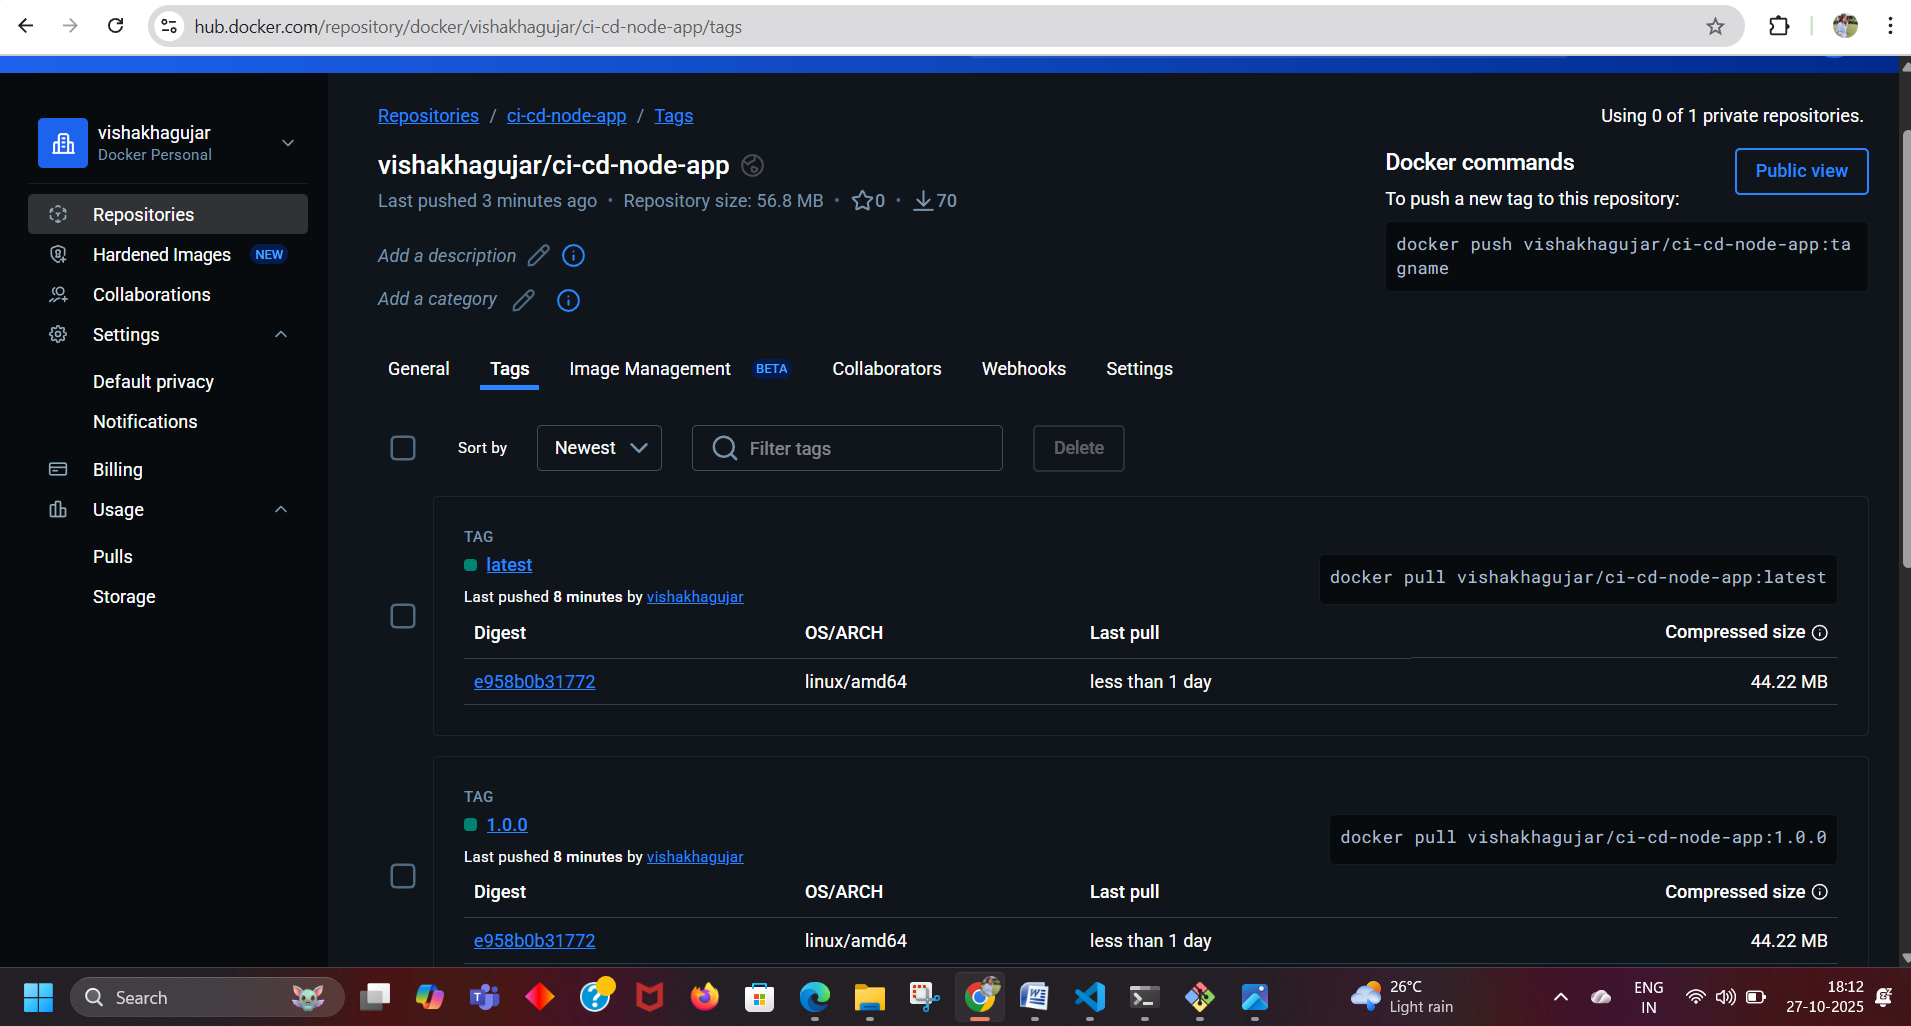 hub.docker.com/repository/docker/vishakhagujar/ci-cd-node-app/tags
vishakhagujar
Docker Personal
Repositories
Hardened Images NEW
Collaborations
Settings
Default privacy
Notifications
Billing
Usage
Pulls
Storage
Repositories / ci-cd-node-app / Tags
Using 0 of 1 private repositories.
vishakhagujar/ci-cd-node-app
Last pushed 3 minutes ago • Repository size: 56.8 MB • 0 • 70
Add a description
Add a category
Docker commands
Public view
To push a new tag to this repository:
docker push vishakhagujar/ci-cd-node-app:ta
gname
General Tags Image Management BETA Collaborators Webhooks Settings
Sort by Newest Filter tags Delete
TAG
latest
docker pull vishakhagujar/ci-cd-node-app:latest
Last pushed 8 minutes by vishakhagujar
Digest OS/ARCH Last pull Compressed size
e958b0b31772 linux/amd64 less than 1 day 44.22 MB
TAG
1.0.0
docker pull vishakhagujar/ci-cd-node-app:1.0.0
Last pushed 8 minutes by vishakhagujar
Digest OS/ARCH Last pull Compressed size
e958b0b31772 linux/amd64 less than 1 day 44.22 MB
Search
26°C
Light rain
ENG
IN
18:12
27-10-2025